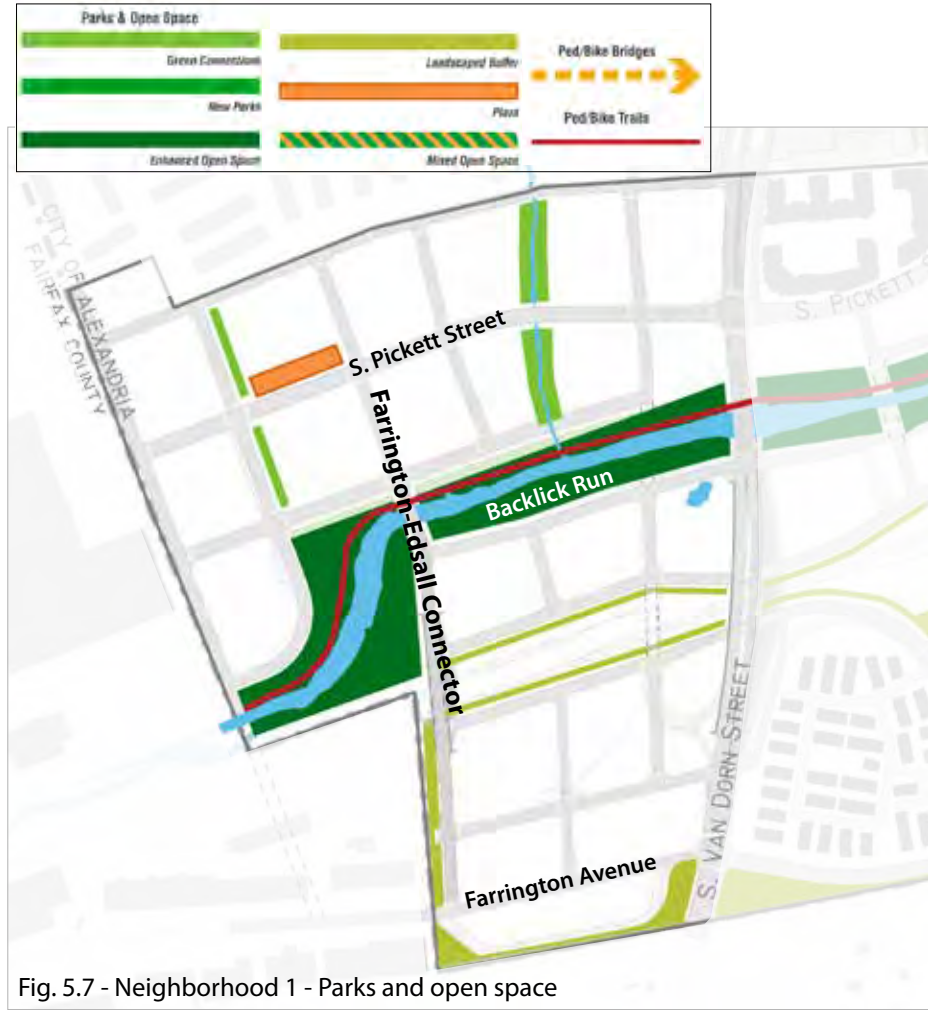 Parks & Open Space
Green Connections
New Parks
Enhanced Open Space
Landscaped Buffer
Plaza
Mixed Open Space
Ped/Bike Bridges
Ped/Bike Trails
CITY OF ALEXANDRIA
FAIRFAX COUNTY
S. PICKETT S
S. Pickett Street
Farrington-Edsall Connector
Backlick Run
S. VAN DORN STREET
Farrington Avenue
Fig. 5.7 - Neighborhood 1 - Parks and open space